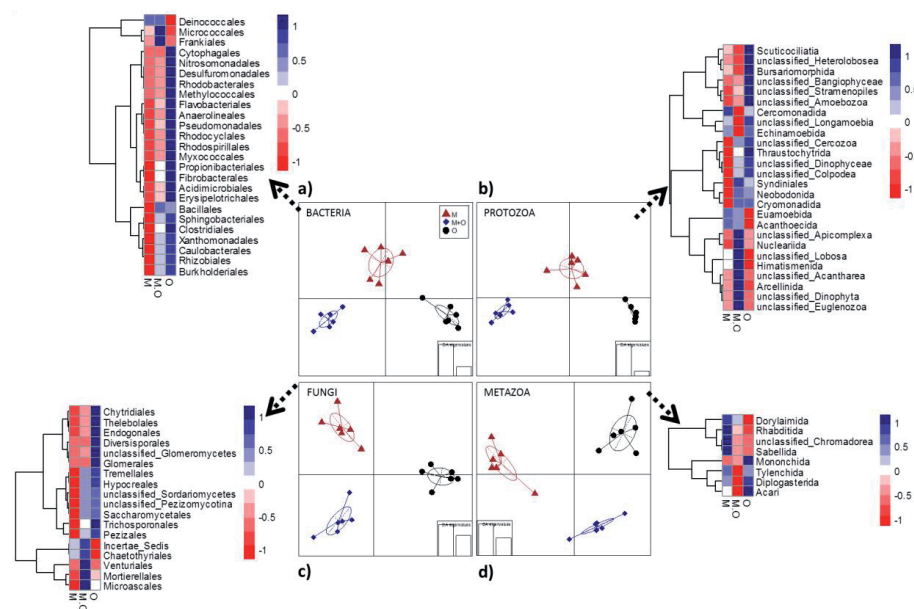 Deinococcales
Micrococcales
Frankiales
Cytophagales
Nitrosomonadales
Desulfuromonadales
Rhodobacterales
Methylococcales
Flavobacteriales
Anaerolineales
Pseudomonadales
Rhodocyclales
Rhodospirillales
Myxococcales
Propionibacteriales
Fibrobacterales
Acidimicrobiales
Erysipelotrichales
Bacillales
Sphingobacteriales
Clostridiales
Xanthomonadales
Caulobacterales
Rhizobiales
Burkholderiales
M
M.O
O
1
0.5
0
-0.5
-1
a)
BACTERIA
M
M+O
O
b)
PROTOZOA
Scuticociliatia
unclassified_Heterolobosea
Bursariomorphida
unclassified_Bangiophyceae
unclassified_Stramenopiles
unclassified_Amoebozoa
Cercomonadida
unclassified_Longamoebia
Echinamoebida
unclassified_Cercozoa
Thraustochytrida
unclassified_Dinophyceae
unclassified_Colpodea
Syndiniales
Neobodonida
Cryomonadida
Euamoebida
Acanthoecida
unclassified_Apicomplexa
Nucleariida
unclassified_Lobosa
Himatismenida
unclassified_Acantharea
Arcellinida
unclassified_Dinophyta
unclassified_Euglenozoa
M
M.O
O
1
0.5
0
-0.5
-1
Chytridiales
Thelebolales
Endogonales
Diversisporales
unclassified_Glomeromycetes
Glomerales
Tremellales
Hypocreales
unclassified_Sordariomycetes
unclassified_Pezizomycotina
Saccharomycetales
Trichosporonales
Pezizales
Incertae_Sedis
Chaetothyriales
Venturiales
Mortierellales
Microascales
M
M.O
O
1
0.5
0
-0.5
-1
FUNGI
c)
METAZOA
d)
Dorylaimida
Rhabditida
unclassified_Chromadorea
Sabellida
Mononchida
Tylenchida
Diplogasterida
Acari
M
M.O
O
1
0.5
0
-0.5
-1